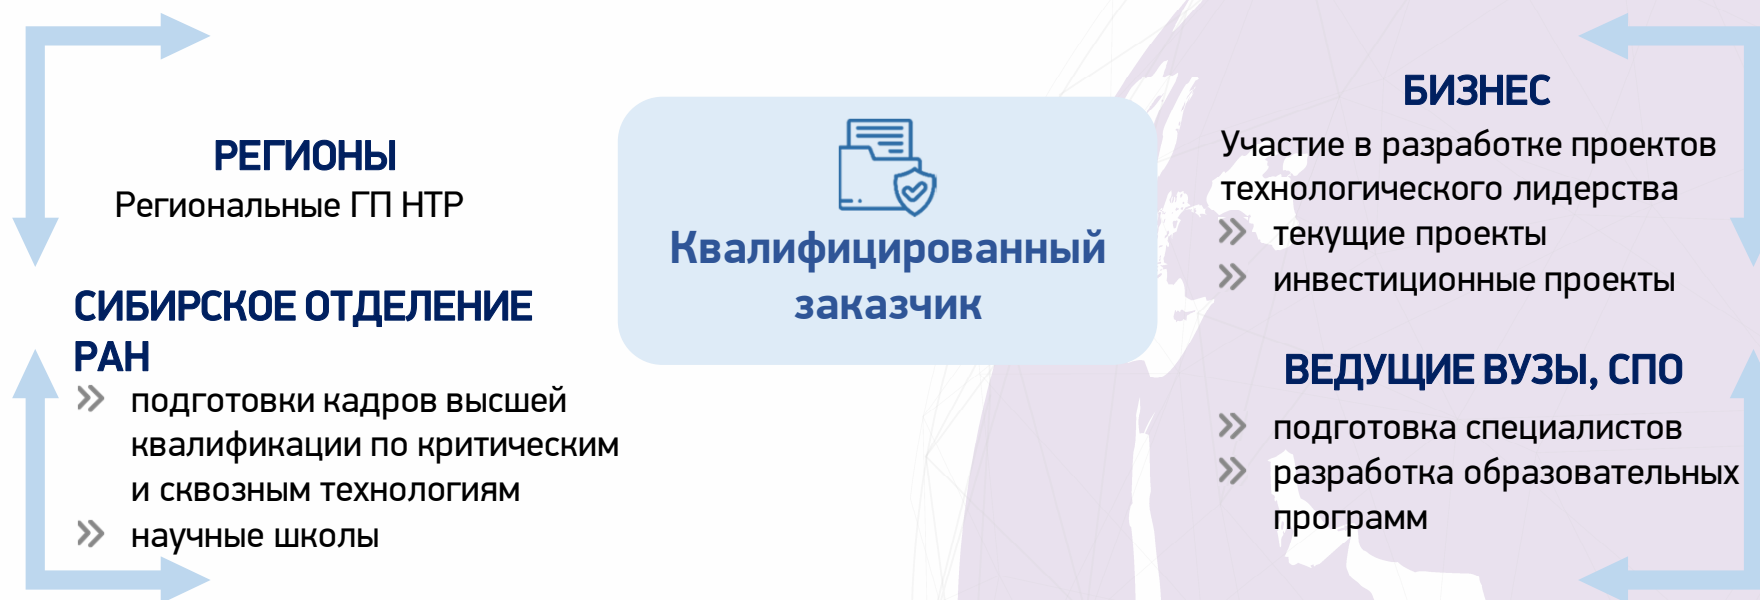 РЕГИОНЫ
Региональные ГП НТР
СИБИРСКОЕ ОТДЕЛЕНИЕ
РАН
подготовки кадров высшей
квалификации по критическим
и сквозным технологиям
научные школы
Квалифицированный
заказчик
БИЗНЕС
Участие в разработке проектов
технологического лидерства
текущие проекты
инвестиционные проекты
ВЕДУЩИЕ ВУЗЫ, СПО
подготовка специалистов
разработка образовательных
программ